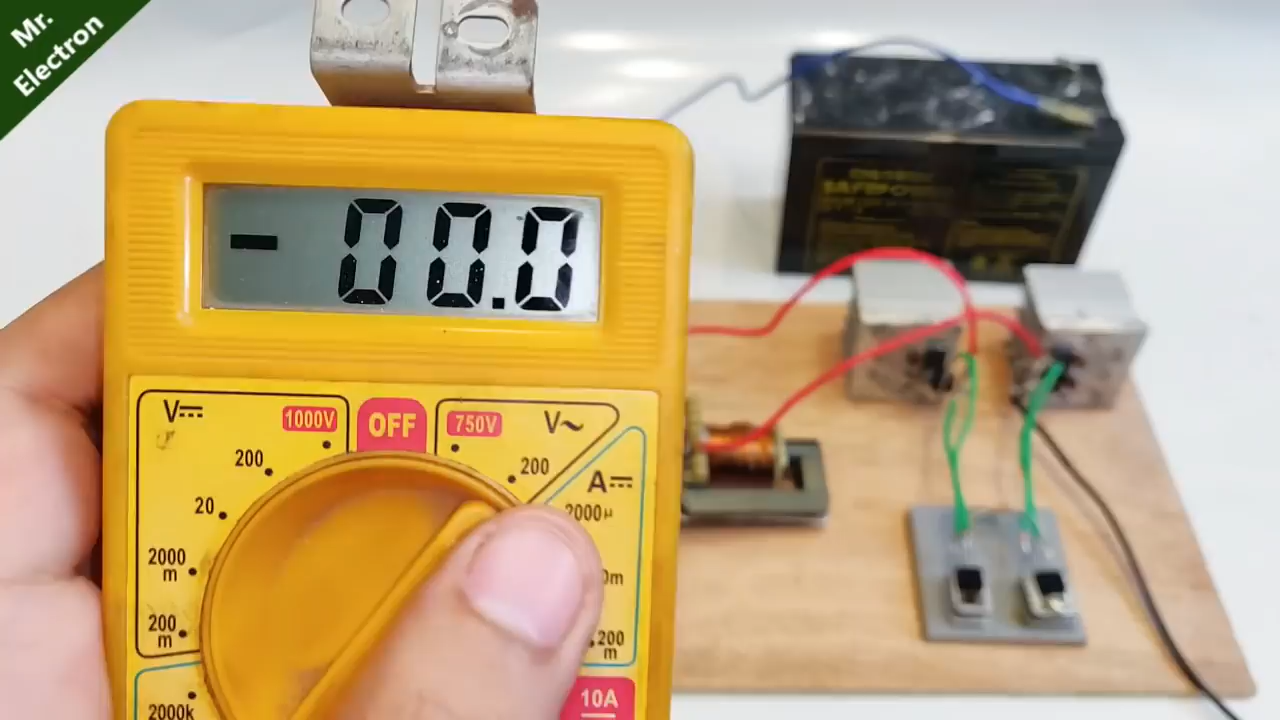 Mr.
Electron
- 00.0
V⎓
1000V
OFF
750V
V~
200
200
A⎓
20
2000µ
2000
m
200
m
200
m
2000k
10A